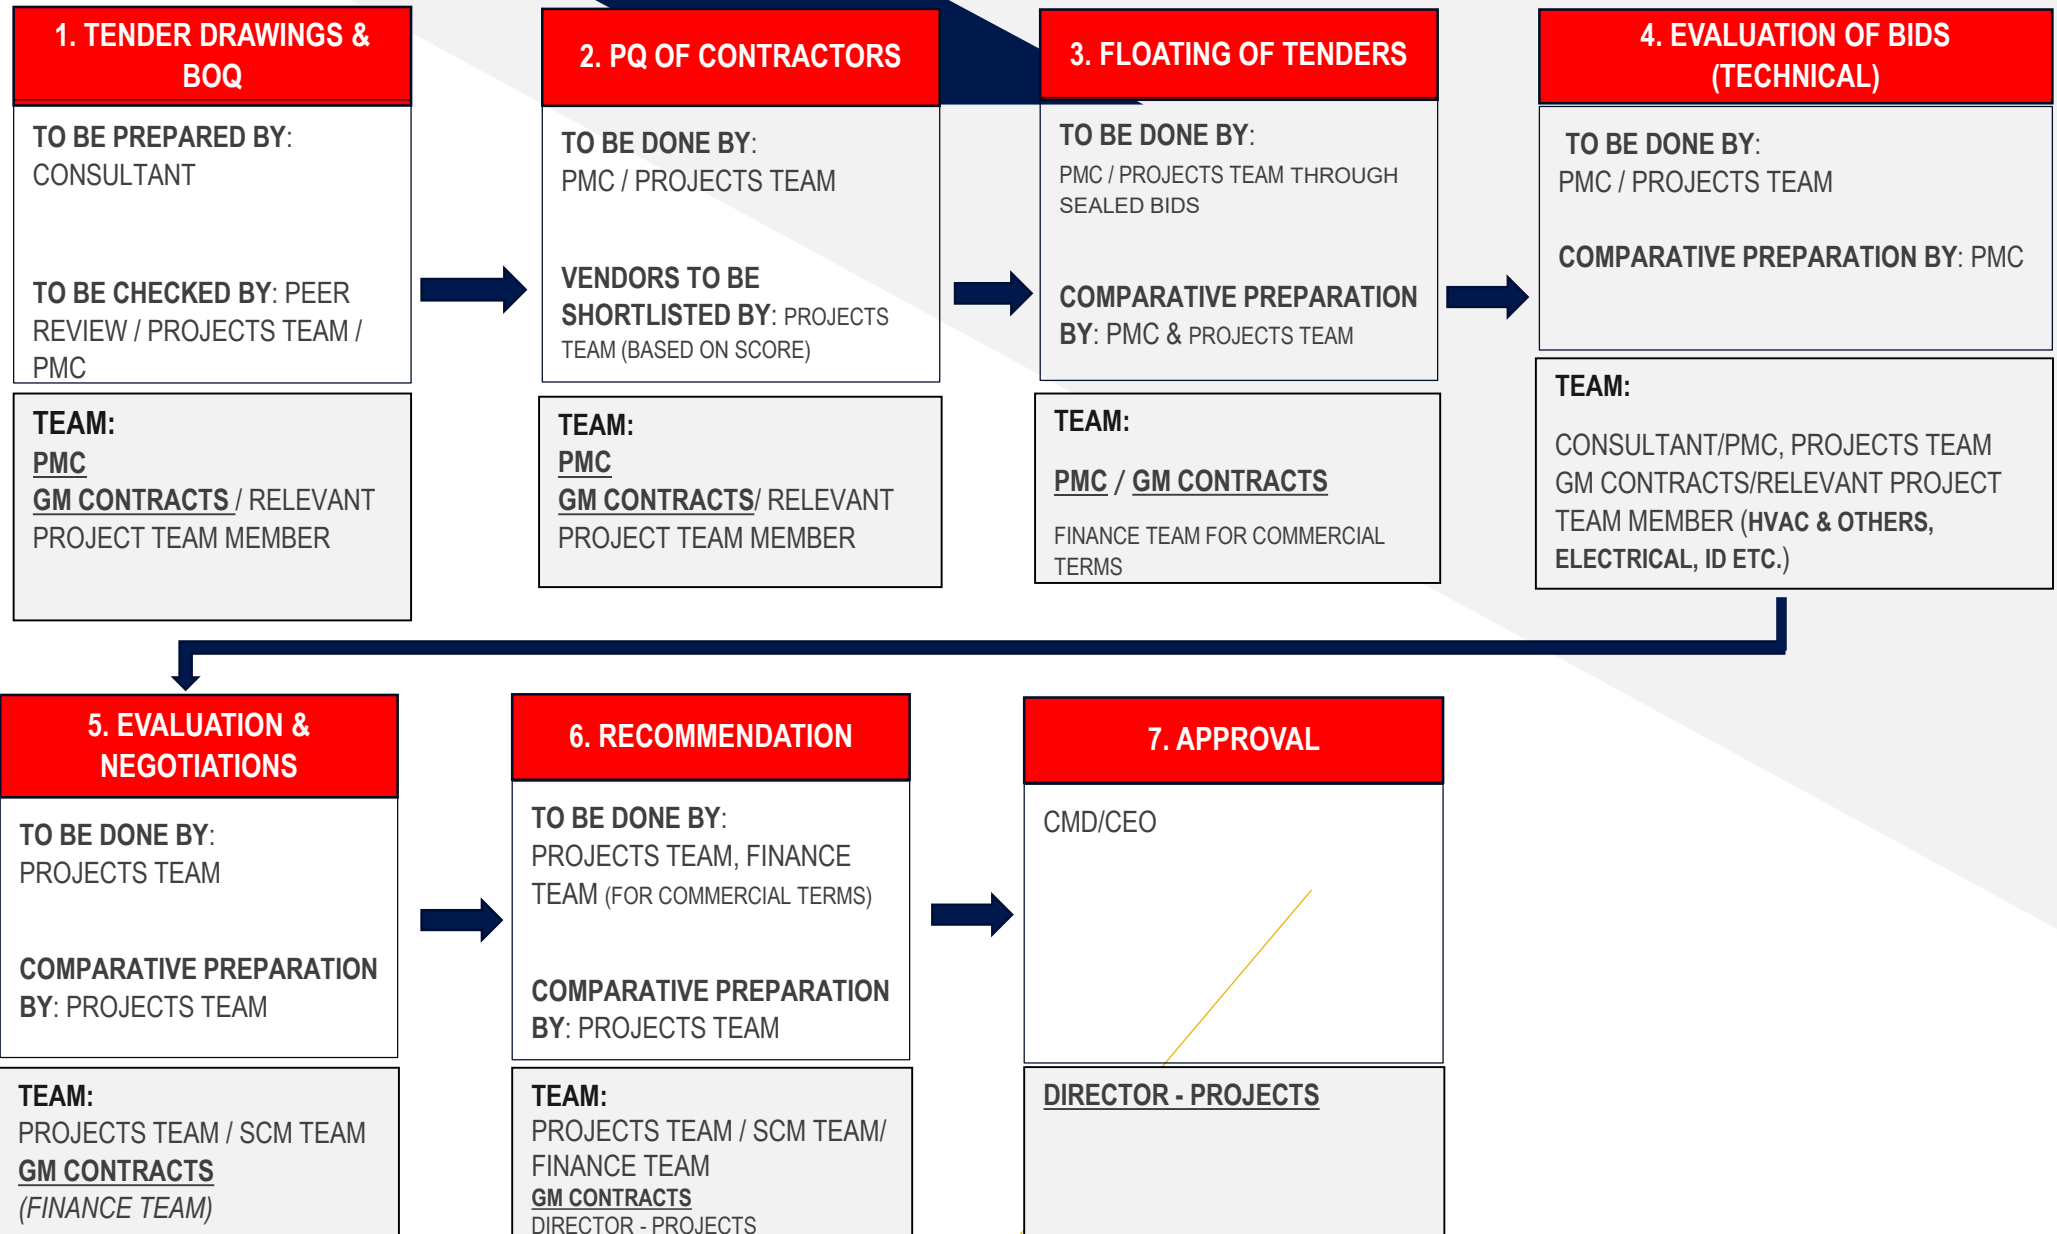 1. TENDER DRAWINGS &
BOQ
TO BE PREPARED BY:
CONSULTANT
TO BE CHECKED BY: PEER
REVIEW / PROJECTS TEAM /
PMC
TEAM:
PMC
GM CONTRACTS / RELEVANT
PROJECT TEAM MEMBER
2. PQ OF CONTRACTORS
TO BE DONE BY:
PMC / PROJECTS TEAM
VENDORS TO BE
SHORTLISTED BY: PROJECTS
TEAM (BASED ON SCORE)
TEAM:
PMC
GM CONTRACTS/ RELEVANT
PROJECT TEAM MEMBER
3. FLOATING OF TENDERS
TO BE DONE BY:
PMC / PROJECTS TEAM THROUGH
SEALED BIDS
COMPARATIVE PREPARATION
BY: PMC & PROJECTS TEAM
TEAM:
PMC / GM CONTRACTS
FINANCE TEAM FOR COMMERCIAL
TERMS
4. EVALUATION OF BIDS
(TECHNICAL)
TO BE DONE BY:
PMC / PROJECTS TEAM
COMPARATIVE PREPARATION BY: PMC
TEAM:
CONSULTANT/PMC, PROJECTS TEAM
GM CONTRACTS/RELEVANT PROJECT
TEAM MEMBER (HVAC & OTHERS,
ELECTRICAL, ID ETC.)
5. EVALUATION &
NEGOTIATIONS
TO BE DONE BY:
PROJECTS TEAM
COMPARATIVE PREPARATION
BY: PROJECTS TEAM
TEAM:
PROJECTS TEAM / SCM TEAM
GM CONTRACTS
(FINANCE TEAM)
6. RECOMMENDATION
TO BE DONE BY:
PROJECTS TEAM, FINANCE
TEAM (FOR COMMERCIAL TERMS)
COMPARATIVE PREPARATION
BY: PROJECTS TEAM
TEAM:
PROJECTS TEAM / SCM TEAM/
FINANCE TEAM
GM CONTRACTS
DIRECTOR - PROJECTS
7. APPROVAL
CMD/CEO
DIRECTOR - PROJECTS